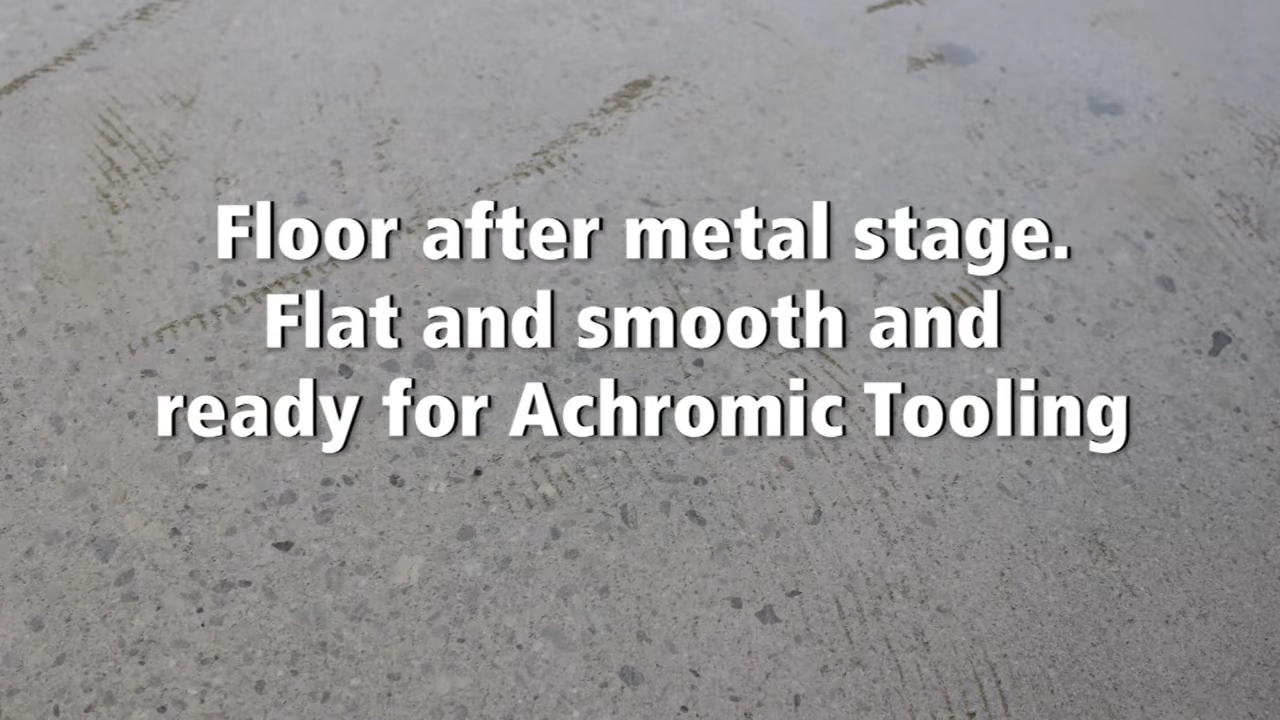 Floor after metal stage.
Flat and smooth and
ready for Achromic Tooling